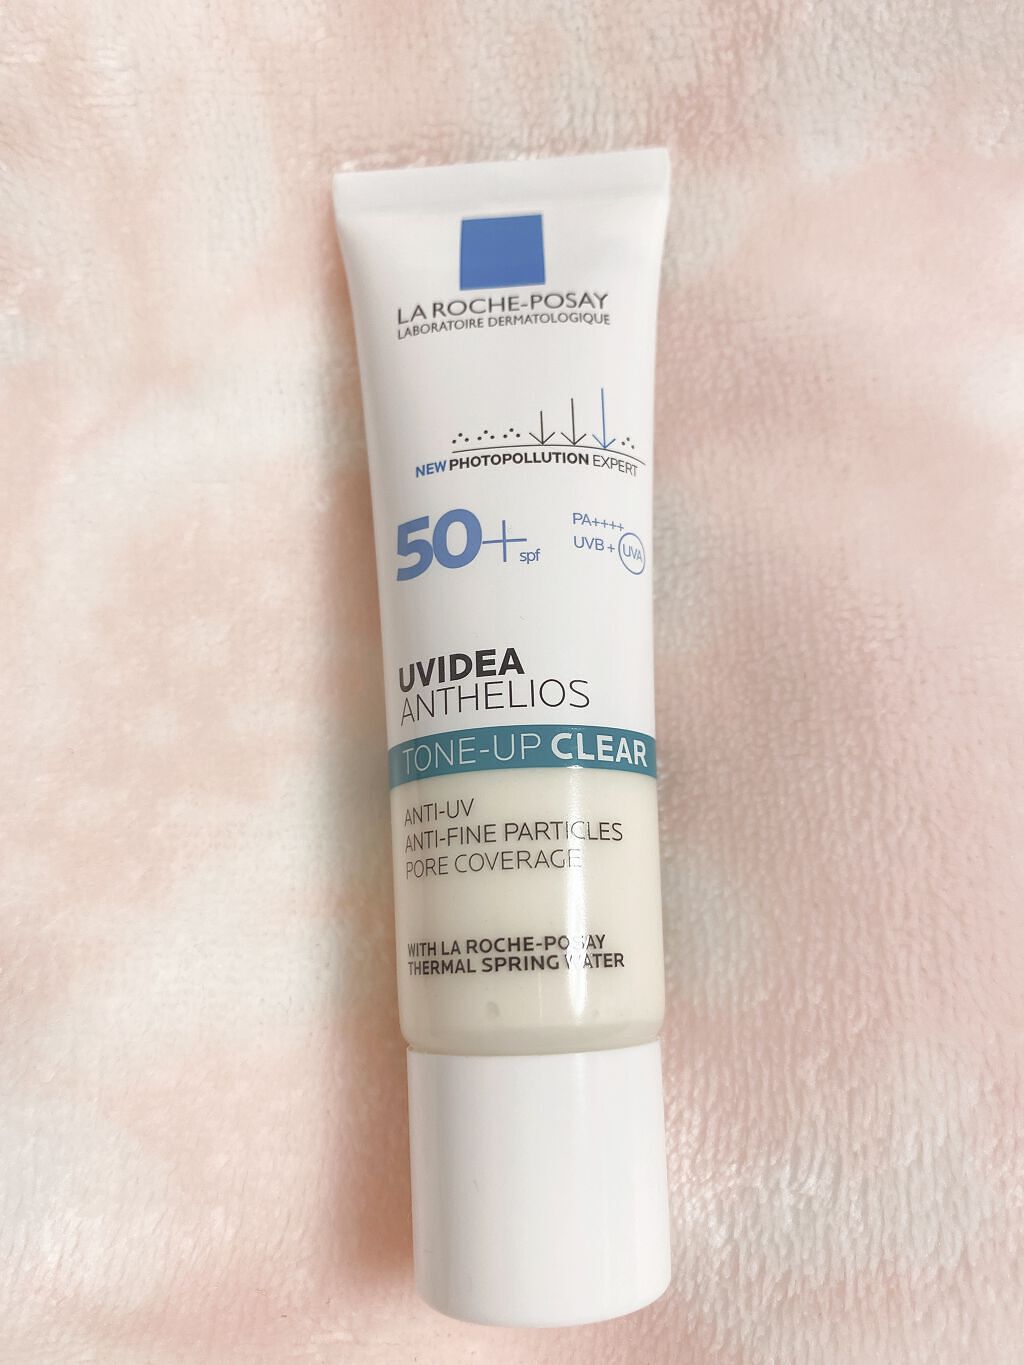 LA ROCHE-POSAY
LABORATOIRE DERMATOLOGIQUE
NEW PHOTOPOLLUTION EXPERT
50+ spf
PA++++
UVB + UVA
UVIDEA
ANTHELIOS
TONE-UP CLEAR
ANTI-UV
ANTI-FINE PARTICLES
PORE COVERAGE
WITH LA ROCHE-POSAY
THERMAL SPRING WATER